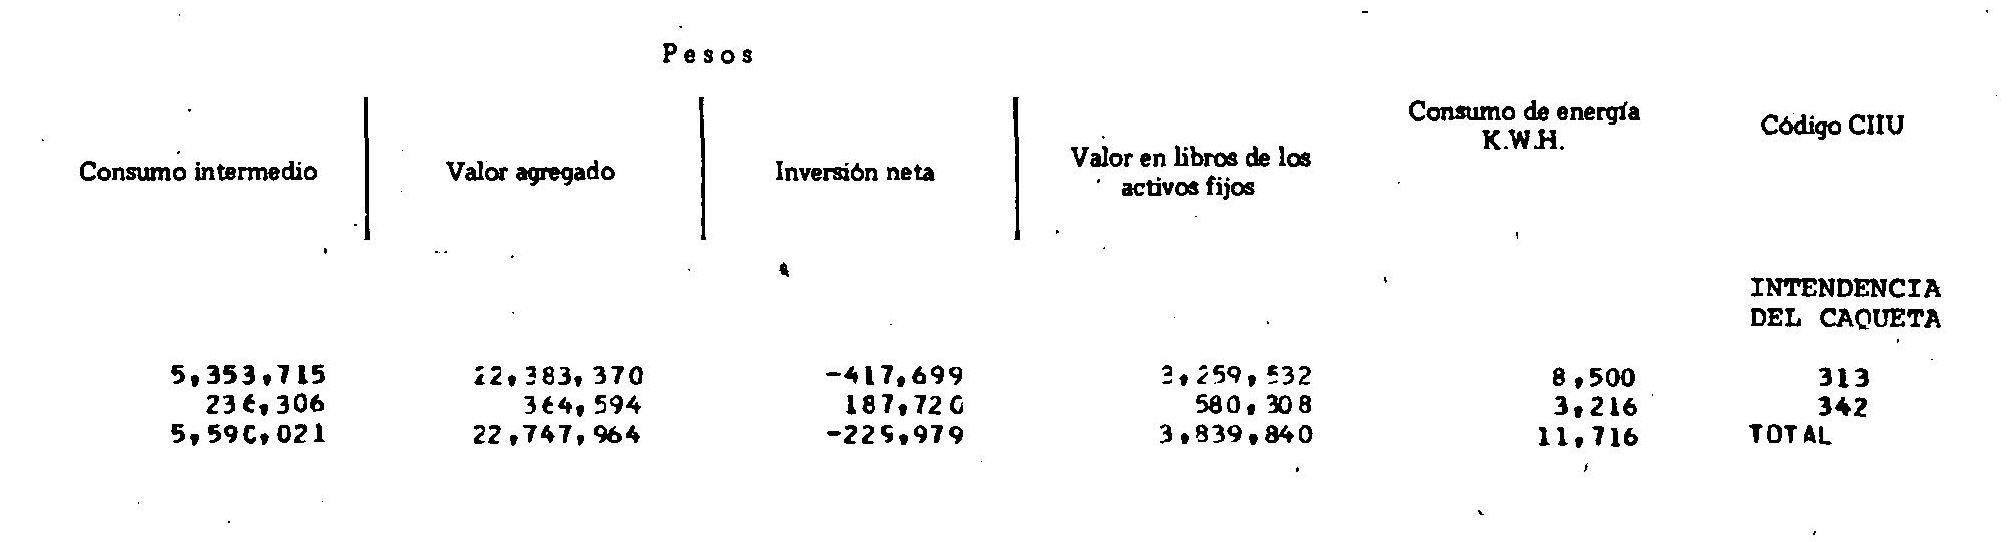 Pesos
Consumo intermedio Valor agregado Inversión neta Valor en libros de los activos fijos Consumo de energía K.W.H. Código CIIU
INTENDENCIA
DEL CAQUETA
5,353,715 22,383,370 -417,699 3,259,532 8,500 313
236,306 364,594 187,720 580,308 3,216 342
5,590,021 22,747,964 -229,979 3,839,840 11,716 TOTAL